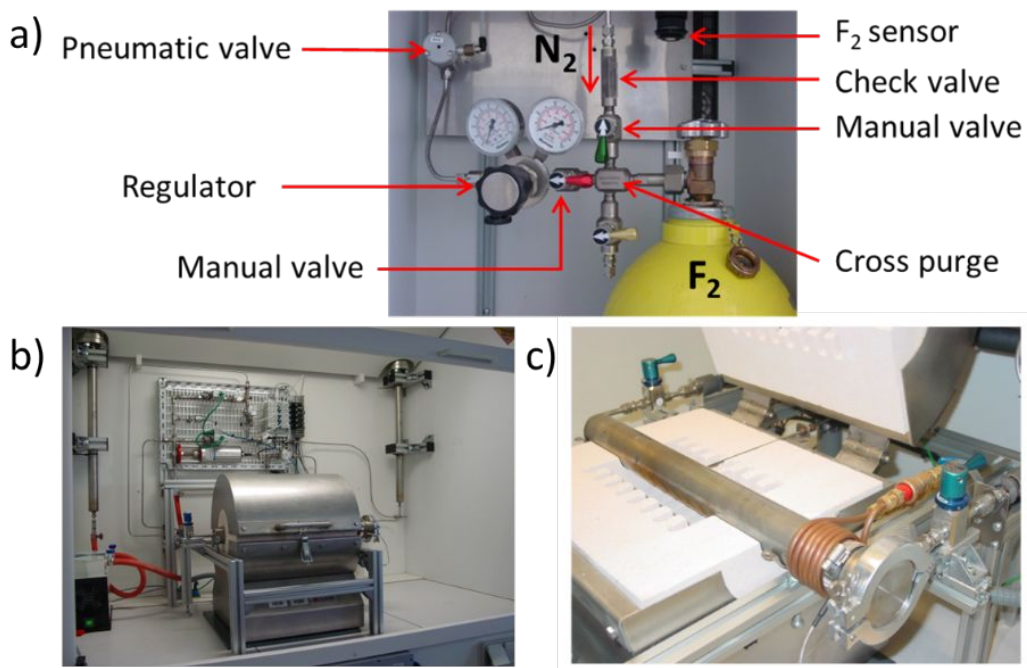 a)
Pneumatic valve
N₂
F₂ sensor
Check valve
Manual valve
Regulator
Manual valve
F₂
Cross purge
b)
c)